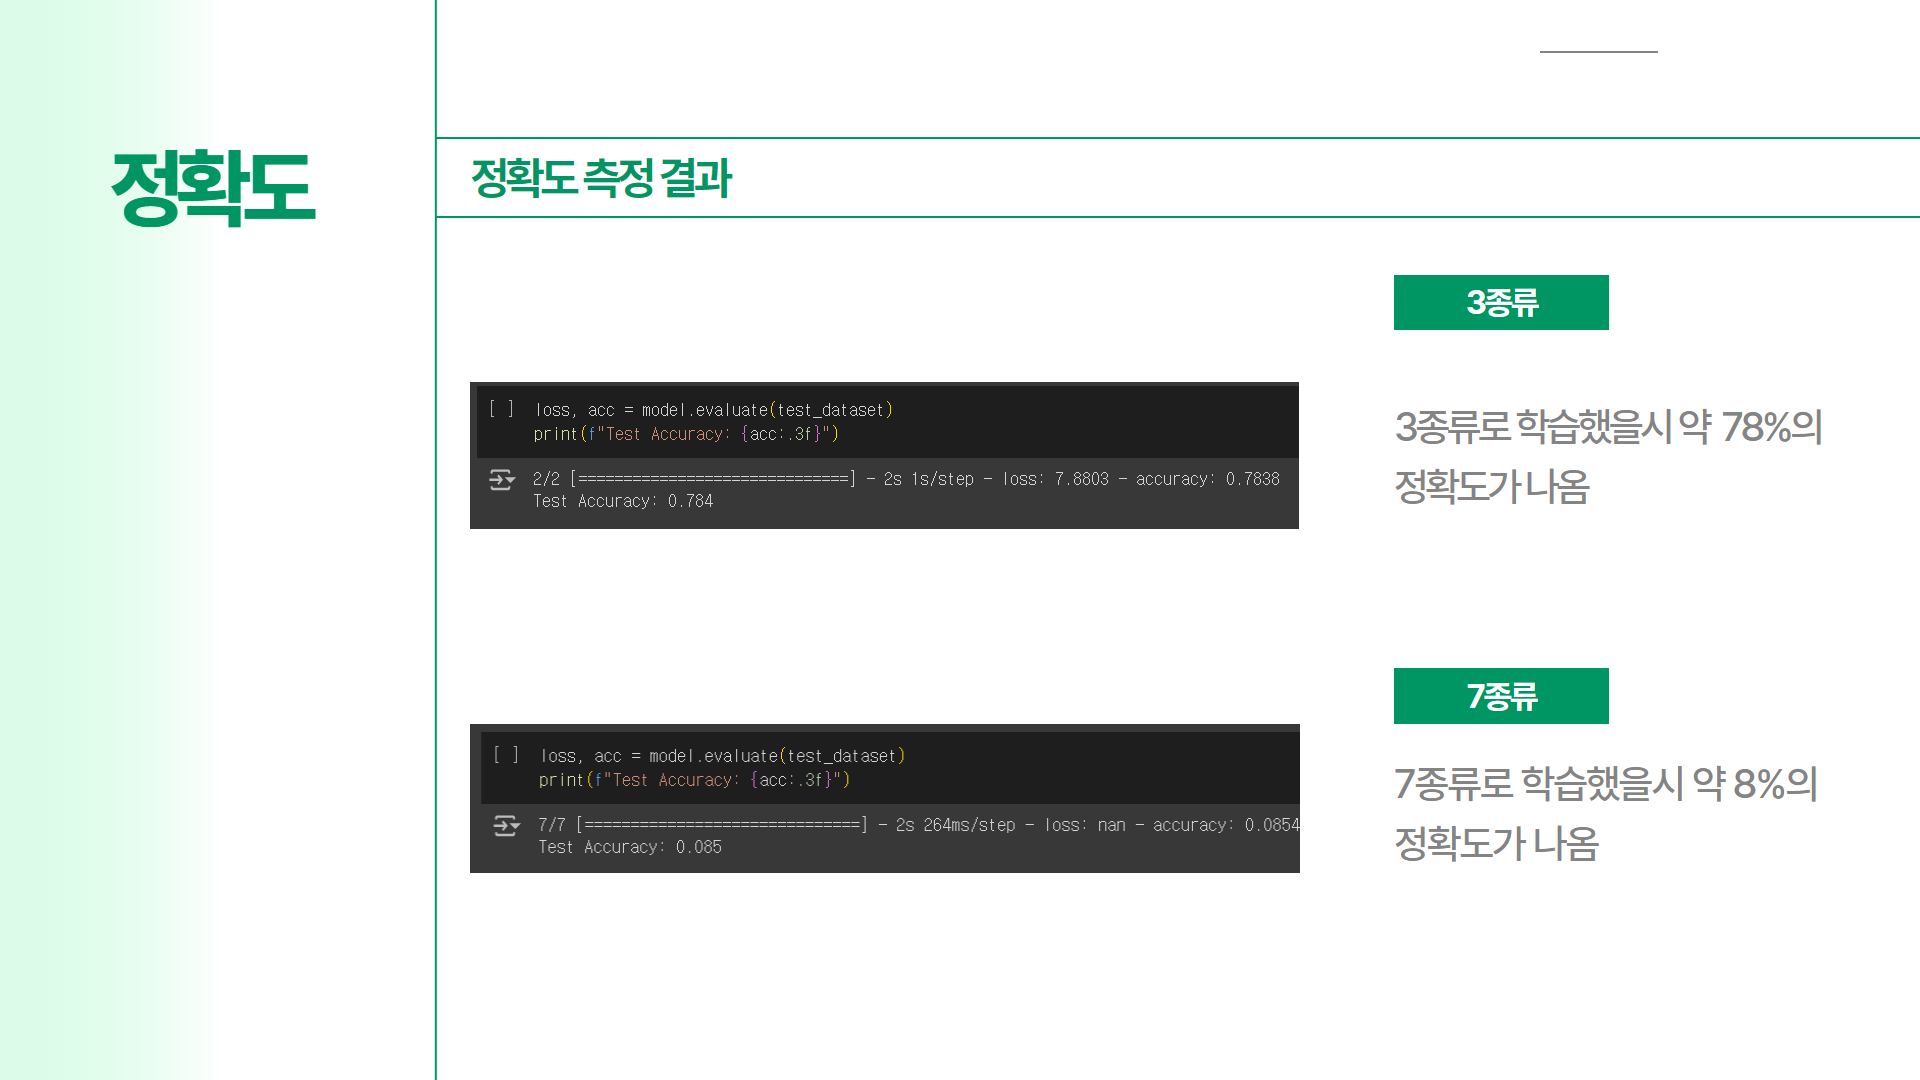 정확도
정확도 측정 결과
3종류
[ ] loss, acc = model.evaluate(test_dataset)
print(f"Test Accuracy: {acc:.3f}")
2/2 [==============================] - 2s 1s/step - loss: 7.8803 - accuracy: 0.7838
Test Accuracy: 0.784
3종류로 학습했을시 약 78%의
정확도가 나옴
7종류
[ ] loss, acc = model.evaluate(test_dataset)
print(f"Test Accuracy: {acc:.3f}")
7/7 [==============================] - 2s 264ms/step - loss: nan - accuracy: 0.0854
Test Accuracy: 0.085
7종류로 학습했을시 약 8%의
정확도가 나옴